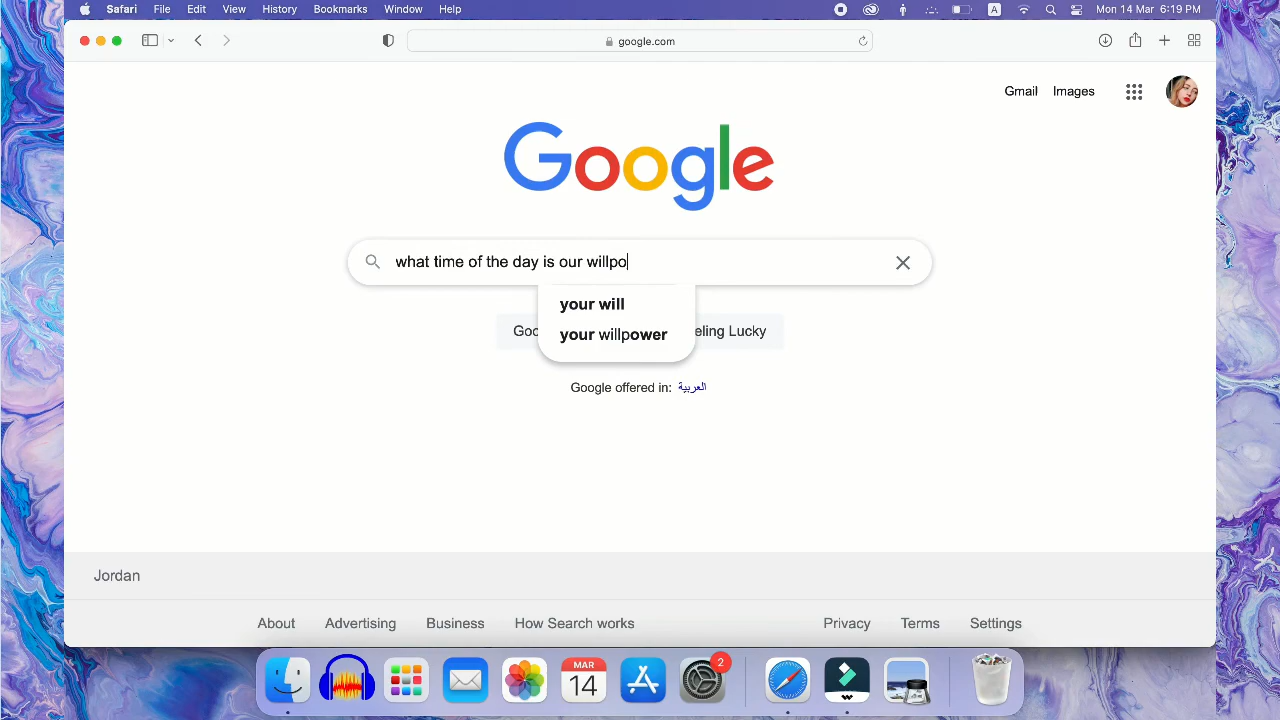 Safari File Edit View History Bookmarks Window Help A Mon 14 Mar 6:19 PM
google.com
Gmail Images
Google
what time of the day is our willpo
your will
your willpower
Goo eling Lucky
Google offered in: العربية
Jordan
About Advertising Business How Search works Privacy Terms Settings
MAR
14
2